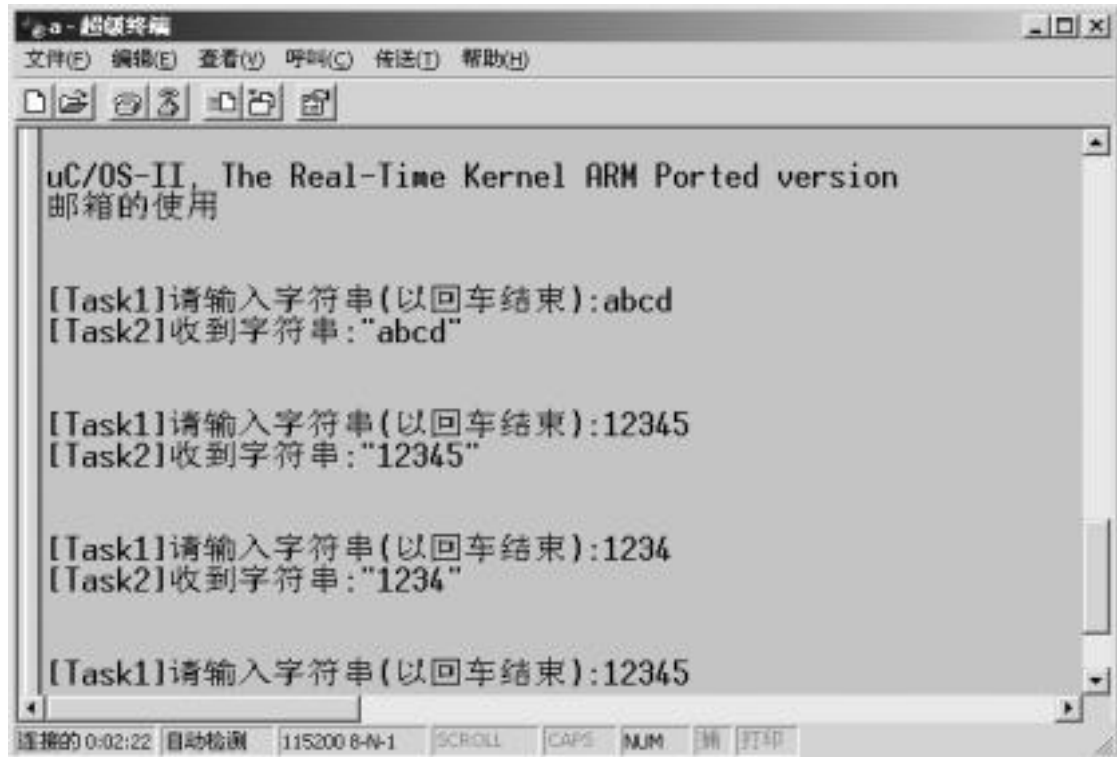 a - 超级终端
文件(F) 编辑(E) 查看(V) 呼叫(C) 传送(T) 帮助(H)
uC/OS-II, The Real-Time Kernel ARM Ported version
邮箱的使用
[Task1]请输入字符串(以回车结束):abcd
[Task2]收到字符串:"abcd"
[Task1]请输入字符串(以回车结束):12345
[Task2]收到字符串:"12345"
[Task1]请输入字符串(以回车结束):1234
[Task2]收到字符串:"1234"
[Task1]请输入字符串(以回车结束):12345
连接的 0:02:22 自动检测 115200 8-N-1 SCROLL CAPS NUM 捕 打印